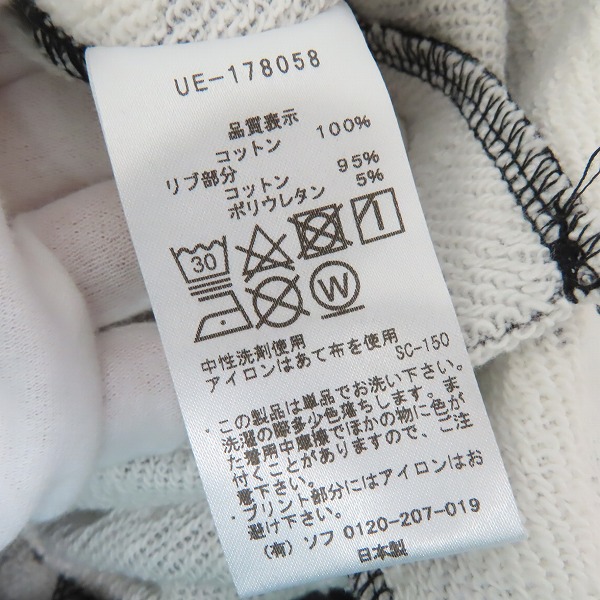 UE-178058
品質表示
コットン 100%
リブ部分
コットン 95%
ポリウレタン 5%
30
W
中性洗剤使用
アイロンはあて布を使用 SC-150
・この製品は単品でお洗い下さい。
洗濯の際多少色落ちします。ま
た着用中摩擦でほかの物に色が
付くことがありますので、ご注
意下さい。
・プリント部分にはアイロンはお
避け下さい。
(有) ソフ 0120-207-019
日本製